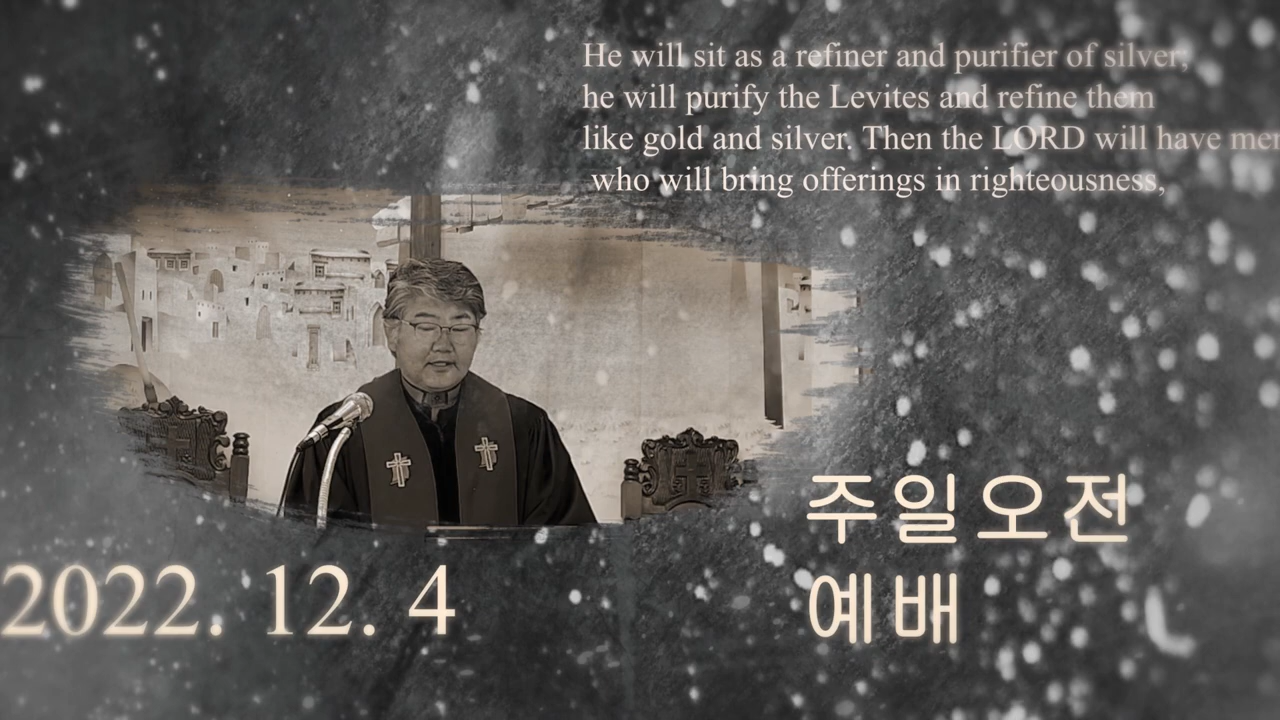 He will sit as a refiner and purifier of silver;
he will purify the Levites and refine them
like gold and silver. Then the LORD will have
who will bring offerings in righteousness,
주일오전
예배
2022. 12. 4